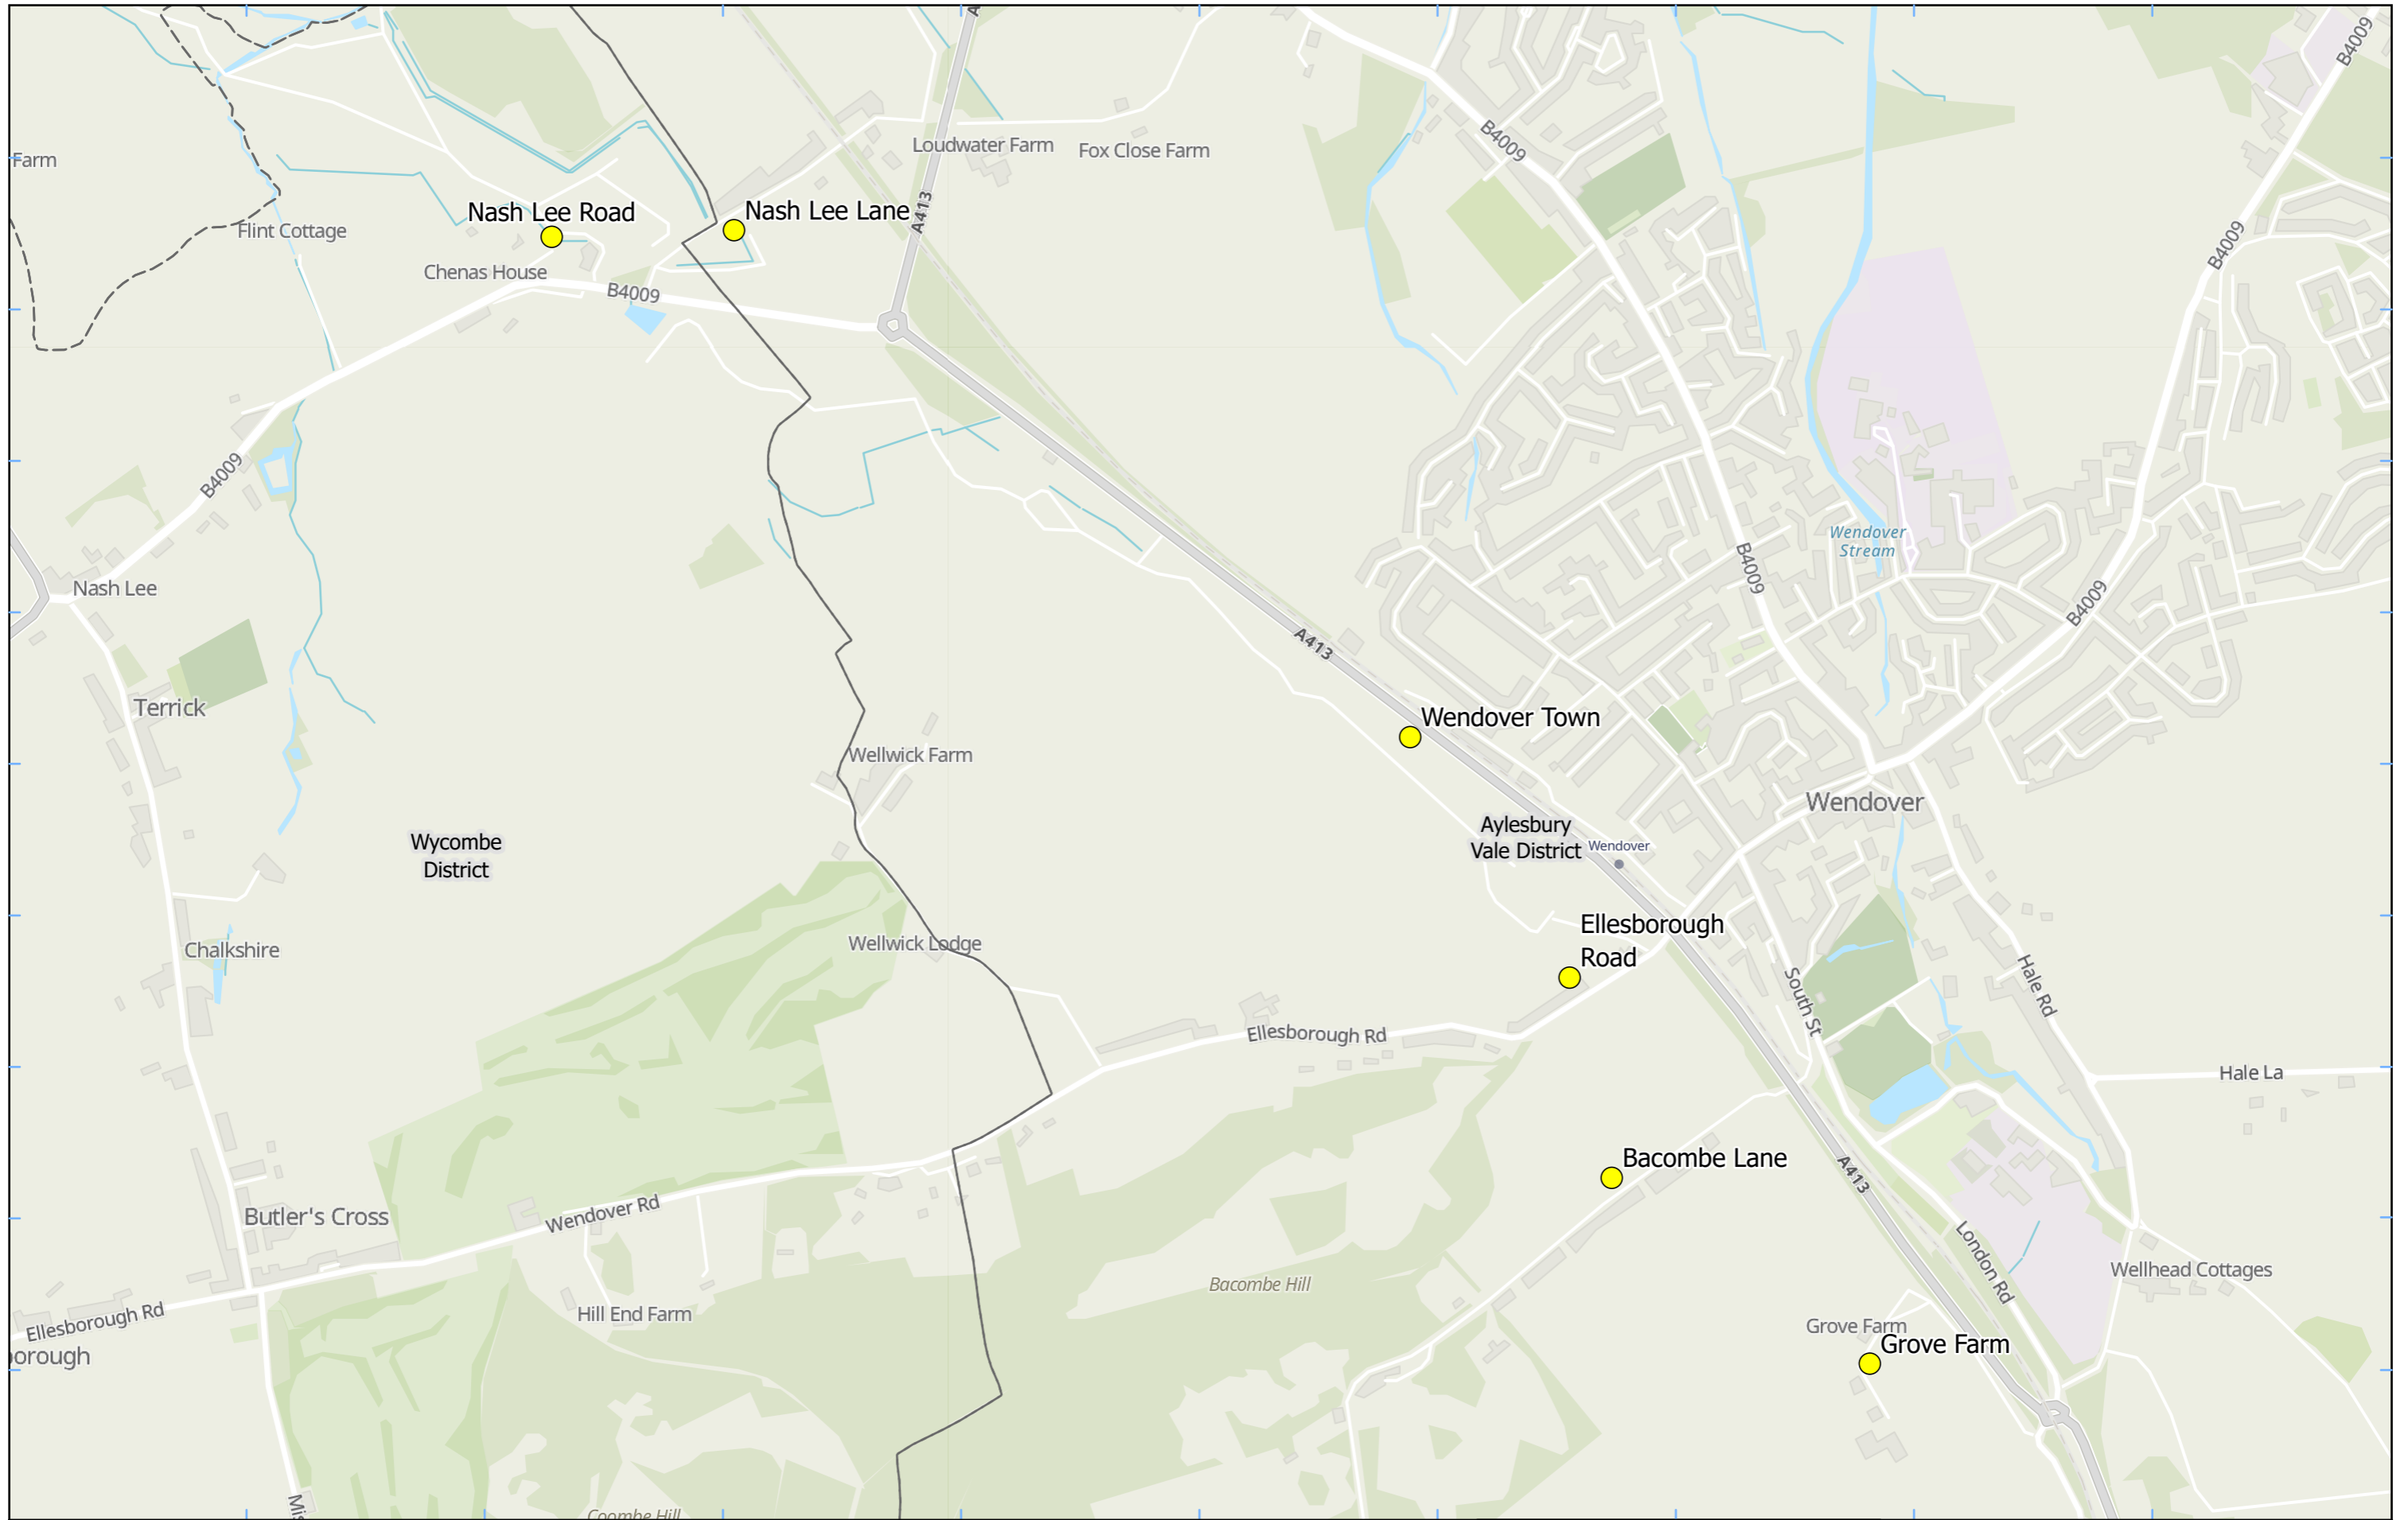 A
B4009
B4009
Farm
Loudwater Farm
Fox Close Farm
Nash Lee Road
Nash Lee Lane
A413
Flint Cottage
Chenas House
B4009
B4009
B4009
Wendover
Stream
B4009
Nash Lee
B4009
A413
Terrick
Wendover Town
Wellwick Farm
Wendover
Aylesbury
Vale District
Wendover
Wycombe
District
Ellesborough
Road
Wellwick Lodge
Chalkshire
South St
Hale Rd
Ellesborough Rd
Hale La
Bacombe Lane
A413
Butler's Cross
Wendover Rd
London Rd
Wellhead Cottages
Bacombe Hill
Hill End Farm
Ellesborough Rd
Grove Farm
Grove Farm
borough
Mis
Coombe Hill